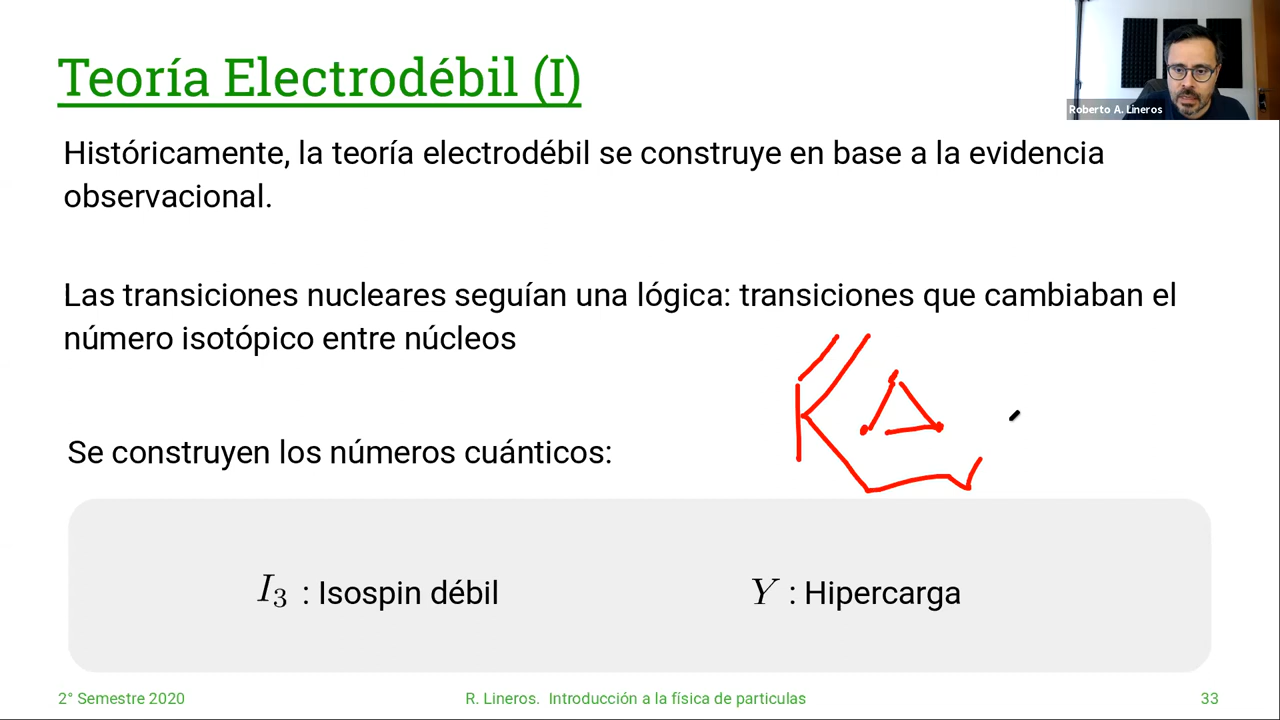 Teoría Electrodébil (I)
Roberto A. Lineros
Históricamente, la teoría electrodébil se construye en base a la evidencia
observacional.
Las transiciones nucleares seguían una lógica: transiciones que cambiaban el
número isotópico entre núcleos
Se construyen los números cuánticos:
I₃ : Isospin débil
Y : Hipercarga
2° Semestre 2020
R. Lineros. Introducción a la física de particulas
33